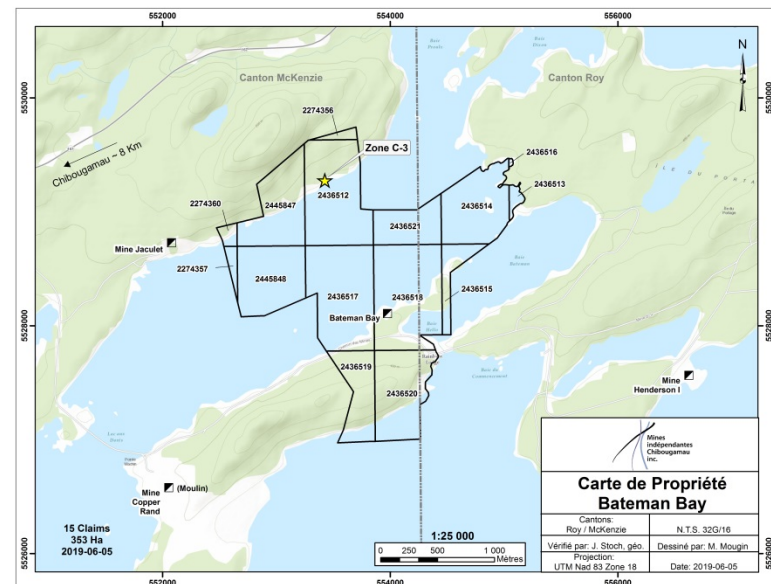 552000
554000
556000
Canton McKenzie
Canton Roy
N
5530000
5530000
2274356
Zone C-3
Chibougamau ~ 8 Km
2436516
2436513
2436512
2445847
2436514
2274360
2436521
Mine Jaculet
2274357
2445848
2436515
2436517
2436518
Bateman Bay
5528000
5528000
2436519
2436520
Mine
Henderson I
(Moulin)
Mine
Copper
Rand
15 Claims
353 Ha
2019-06-05
1:25 000
0 250 500 1 000
Mètres
Mines
indépendantes
Chibougamau
inc.
Carte de Propriété
Bateman Bay
Cantons:
Roy / McKenzie
N.T.S. 32G/16
Vérifié par: J. Stoch, géo.
Dessiné par: M. Mougin
Projection:
UTM Nad 83 Zone 18
Date: 2019-06-05
5526000
5526000
552000
554000
556000